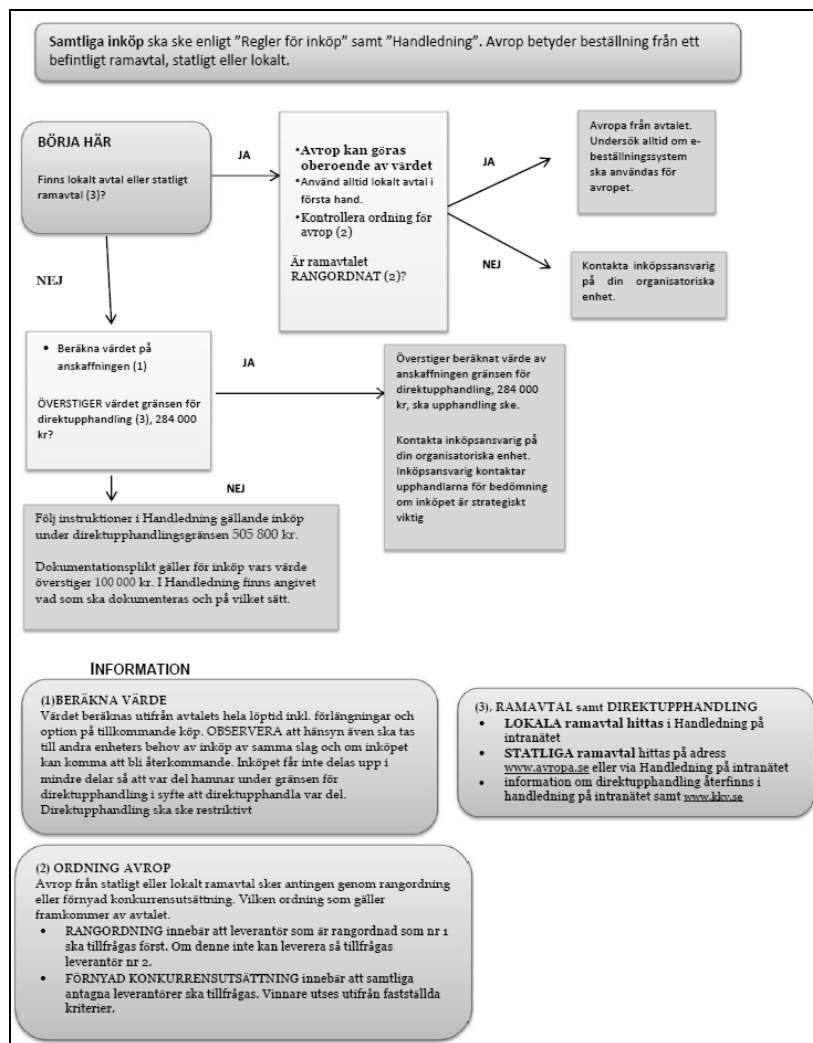 Samtliga inköp ska ske enligt ”Regler för inköp” samt ”Handledning”. Avrop betyder beställning från ett
befintligt ramavtal, statligt eller lokalt.
BÖRJA HÄR
Finns lokalt avtal eller statligt
ramavtal (3)?
JA
•Avrop kan göras
oberoende av värdet
•Använd alltid lokalt avtal i
första hand.
•Kontrollera ordning för
avrop (2)
Är ramavtalet
RANGORDNAT (2)?
JA
Avropa från avtalet.
Undersök alltid om e-
beställningssystem
ska användas för
avropet.
NEJ
Kontakta inköpssansvarig
på din organisatoriska
enhet.
NEJ
• Beräkna värdet på
anskaffningen (1)
ÖVERSTIGER värdet gränsen för
direktupphandling (3), 284 000
kr?
JA
Överstiger beräknat värde av
anskaffningen gränsen för
direktupphandling, 284 000
kr, ska upphandling ske.
Kontakta inköpsansvarig på
din organisatoriska enhet.
Inköpsansvarig kontaktar
upphandlarna för bedömning
om inköpet är strategiskt
viktig
NEJ
Följ instruktioner i Handledning gällande inköp
under direktupphandlingsgränsen 505 800 kr.
Dokumentationsplikt gäller för inköp vars värde
överstiger 100 000 kr. I Handledning finns angivet
vad som ska dokumenteras och på vilket sätt.
INFORMATION
(1)BERÄKNA VÄRDE
Värdet beräknas utifrån avtalets hela löptid inkl. förlängningar och
option på tillkommande köp. OBSERVERA att hänsyn även ska tas
till andra enheters behov av inköp av samma slag och om inköpet
kan komma att bli återkommande. Inköpet får inte delas upp i
mindre delar så att var del hamnar under gränsen för
direktupphandling i syfte att direktupphandla var del.
Direktupphandling ska ske restriktivt
(3), RAMAVTAL samt DIREKTUPPHANDLING
• LOKALA ramavtal hittas i Handledning på
intranätet
• STATLIGA ramavtal hittas på adress
www.avropa.se eller via Handledning på intranätet
• information om direktupphandling återfinns i
handledning på intranätet samt www.kkv.se
(2) ORDNING AVROP
Avrop från statligt eller lokalt ramavtal sker antingen genom rangordning
eller förnyad konkurrensutsättning. Vilken ordning som gäller
framkommer av avtalet.
• RANGORDNING innebär att leverantör som är rangordnad som nr 1
ska tillfrågas först. Om denne inte kan leverera så tillfrågas
leverantör nr 2.
• FÖRNYAD KONKURRENSUTSÄTTNING innebär att samtliga
antagna leverantörer ska tillfrågas. Vinnare utses utifrån fastställda
kriterier.